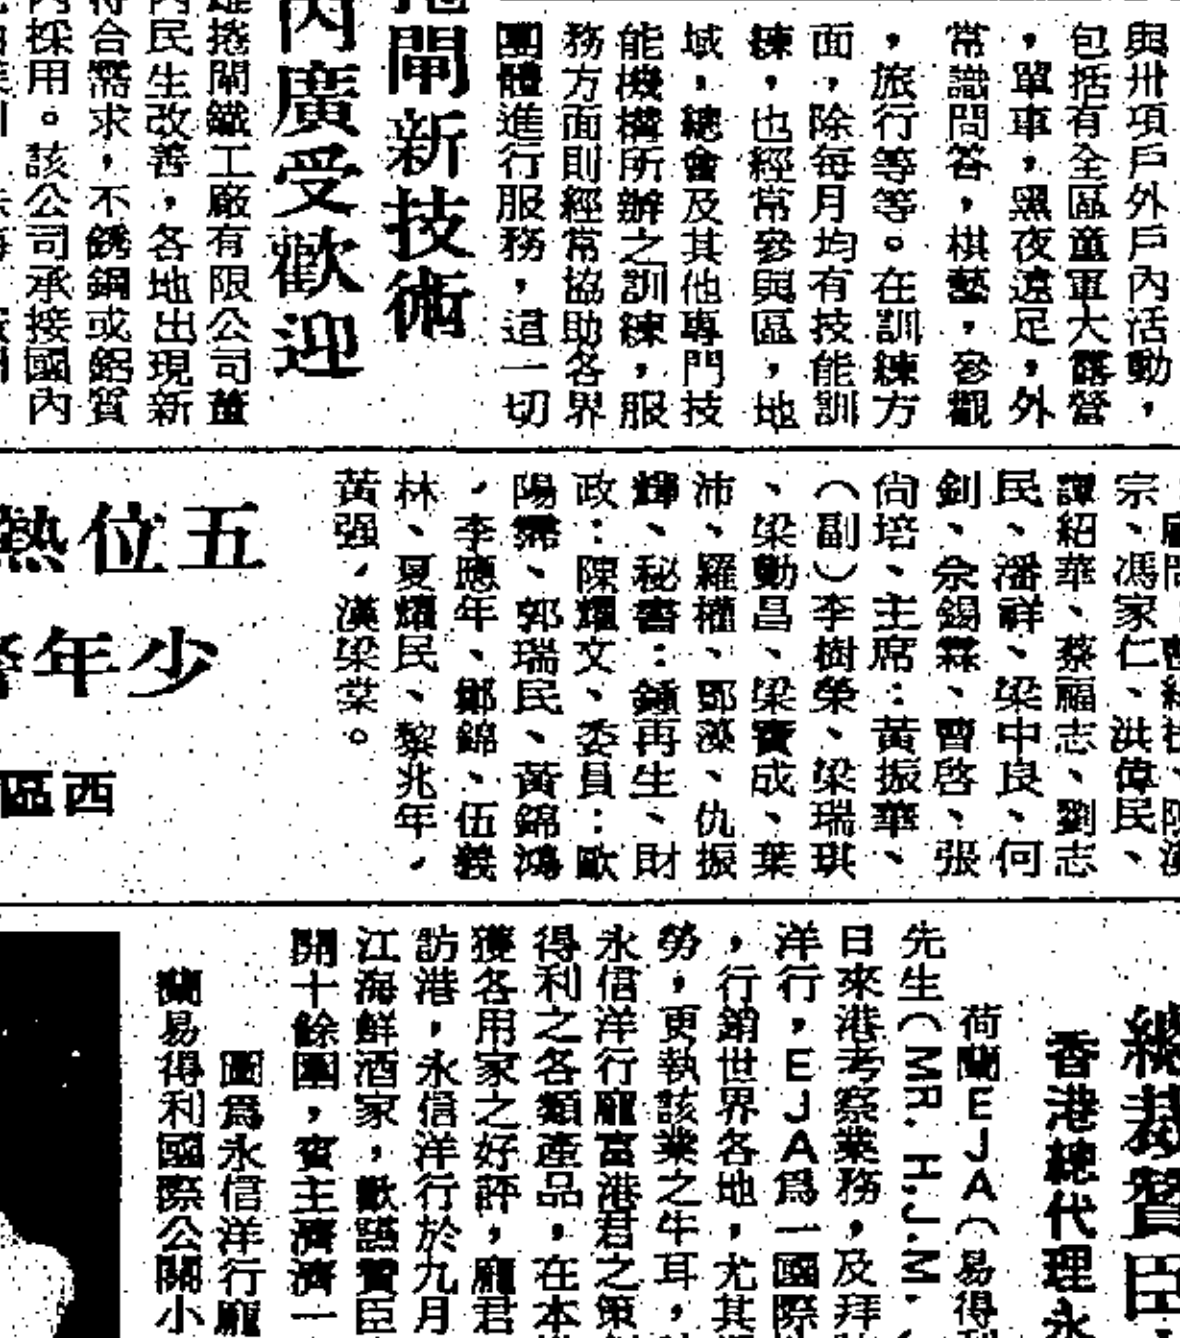 與卅項戶外戶內活動，
包括有全區童軍大露營
，單車，黑夜遠足，外
常識問答，棋藝，參觀
，旅行等等。在訓練方
面，除每月均有技能訓
練，也經常參與區，地
域，總會及其他專門技
能機構所辦之訓練，服
務方面則經常協助各界
團體進行服務，這一切
閘新技術
廣受歡迎
捲閘鐵工廠有限公司董
民生改善，各地出現新
合需求，不銹鋼或鋁質
採用。該公司承接國內
宗、馮家仁、洪偉民、
譚紹華、蔡福志、劉志
民、潘祥、梁中良、何
釗、佘錫霖、曹啓、張
尙培、主席：黃振華、
（副）李樹榮、梁瑞琪
、梁勳昌、梁寶成、葉
沛、羅權、鄧藻、仇振
輝、秘書：鍾再生、財
政：陳耀文、委員：歐
陽霈、郭瑞民、黃錦鴻
，李應年、鄭錦、伍義
林、夏耀民、黎兆年，
黃强，漢梁棠。
五位熱
少年
西區
總裁賀臣
香港總代理永
荷蘭EJA（易得利
先生（MR. H.J.M.
日來港考察業務，及拜
洋行，EJA爲一國際
，行銷世界各地，尤其
勞，更執該業之牛耳，
永信洋行龐富港君之策
得利之各類產品，在本
獲各用家之好評，龐君
訪港，永信洋行於九月
江海鮮酒家，歡讌賀臣
開十餘圍，賓主濟濟一
圖爲永信洋行龐
蘭易得利國際公關小